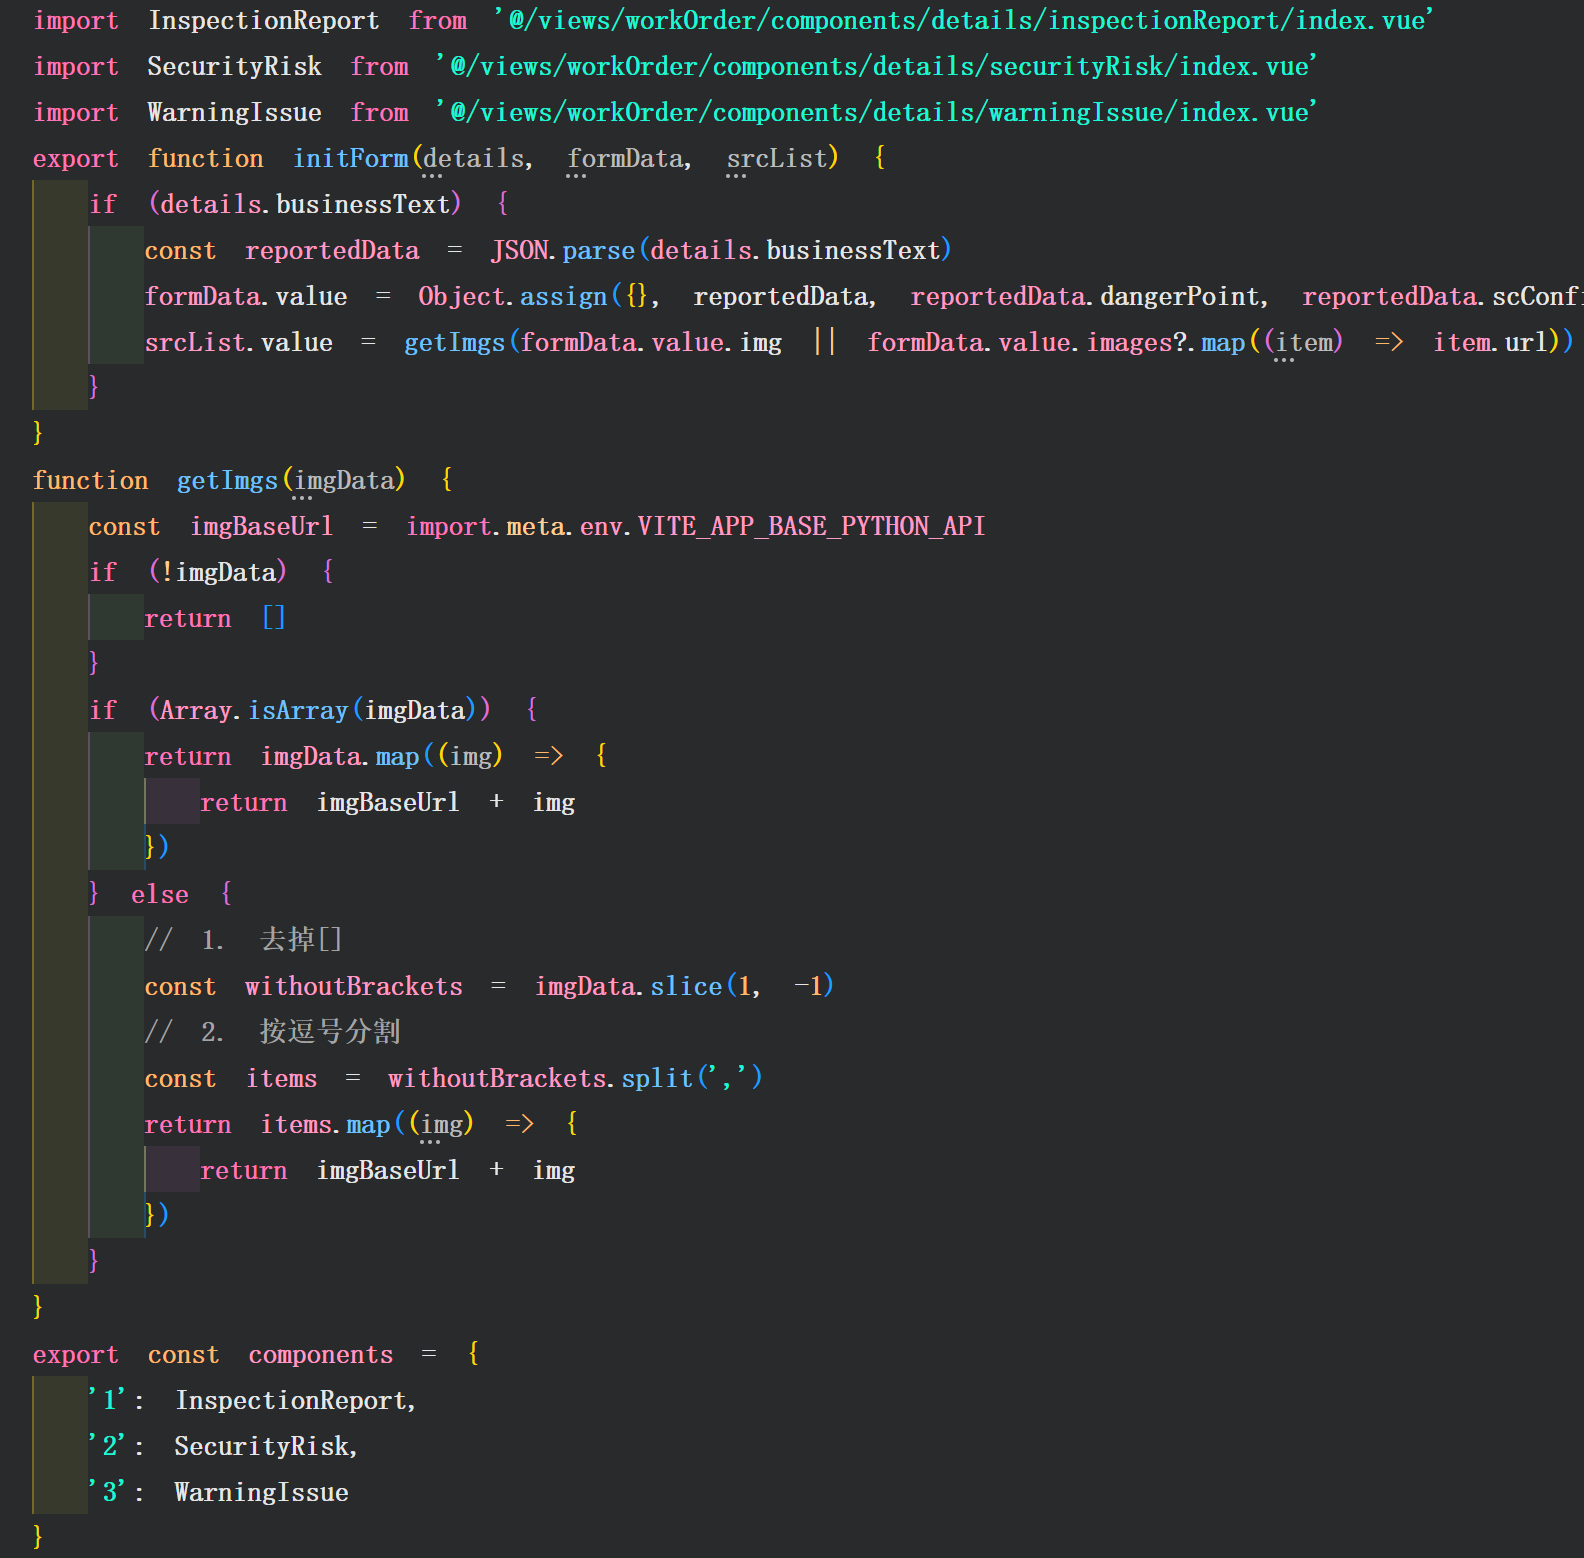 import InspectionReport from '@/views/workOrder/components/details/inspectionReport/index.vue'
import SecurityRisk from '@/views/workOrder/components/details/securityRisk/index.vue'
import WarningIssue from '@/views/workOrder/components/details/warningIssue/index.vue'
export function initForm(details, formData, srcList) {
    if (details.businessText) {
        const reportedData = JSON.parse(details.businessText)
        formData.value = Object.assign({}, reportedData, reportedData.dangerPoint, reportedData.scConfi
        srcList.value = getImgs(formData.value.img || formData.value.images?.map((item) => item.url))
    }
}
function getImgs(imgData) {
    const imgBaseUrl = import.meta.env.VITE_APP_BASE_PYTHON_API
    if (!imgData) {
        return []
    }
    if (Array.isArray(imgData)) {
        return imgData.map((img) => {
            return imgBaseUrl + img
        })
    } else {
        // 1. 去掉[]
        const withoutBrackets = imgData.slice(1, -1)
        // 2. 按逗号分割
        const items = withoutBrackets.split(',')
        return items.map((img) => {
            return imgBaseUrl + img
        })
    }
}
export const components = {
    '1': InspectionReport,
    '2': SecurityRisk,
    '3': WarningIssue
}